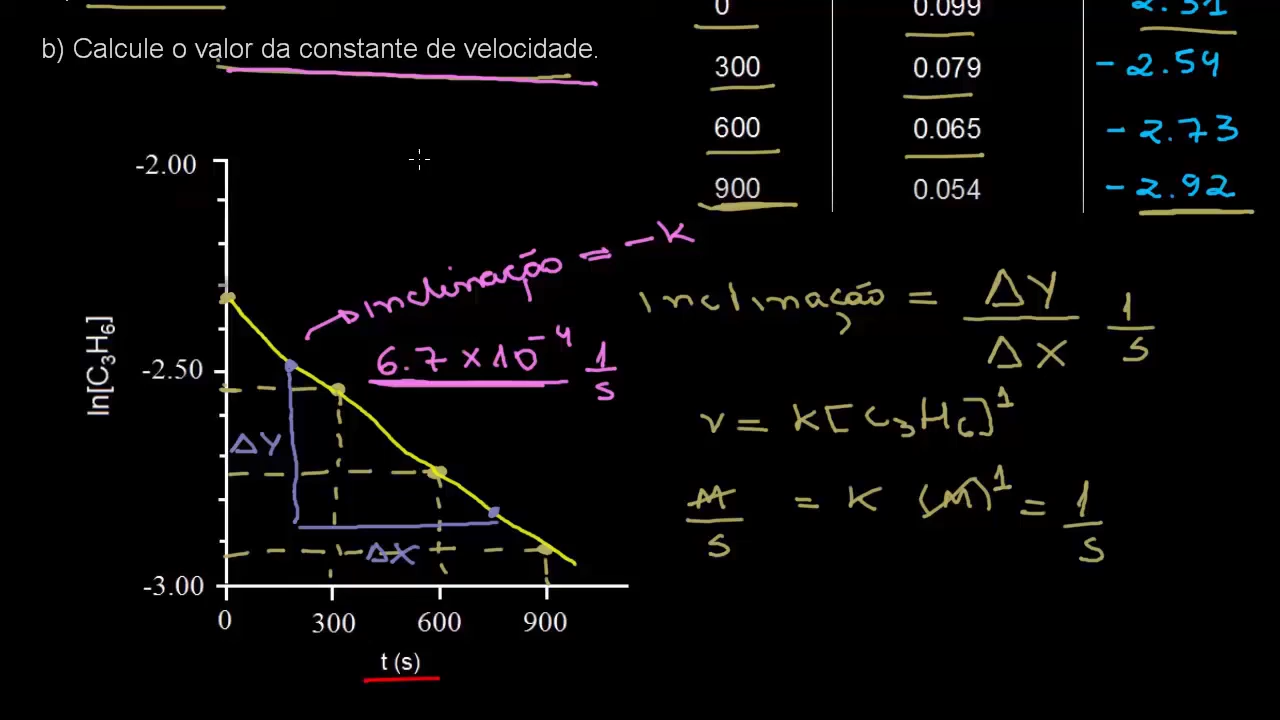 b) Calcule o valor da constante de velocidade.
0 0.099 2.31
300 0.079 - 2.54
600 0.065 - 2.73
900 0.054 - 2.92
-2.00
-2.50
-3.00
ln[C₃H₆]
0 300 600 900
t (s)
Inclinação = -K
6.7 x 10⁻⁴ 1/s
ΔY
ΔX
Inclinação = ΔY/ΔX 1/s
v = K[C₃H₆]¹
M/s = K (M)¹ = 1/s